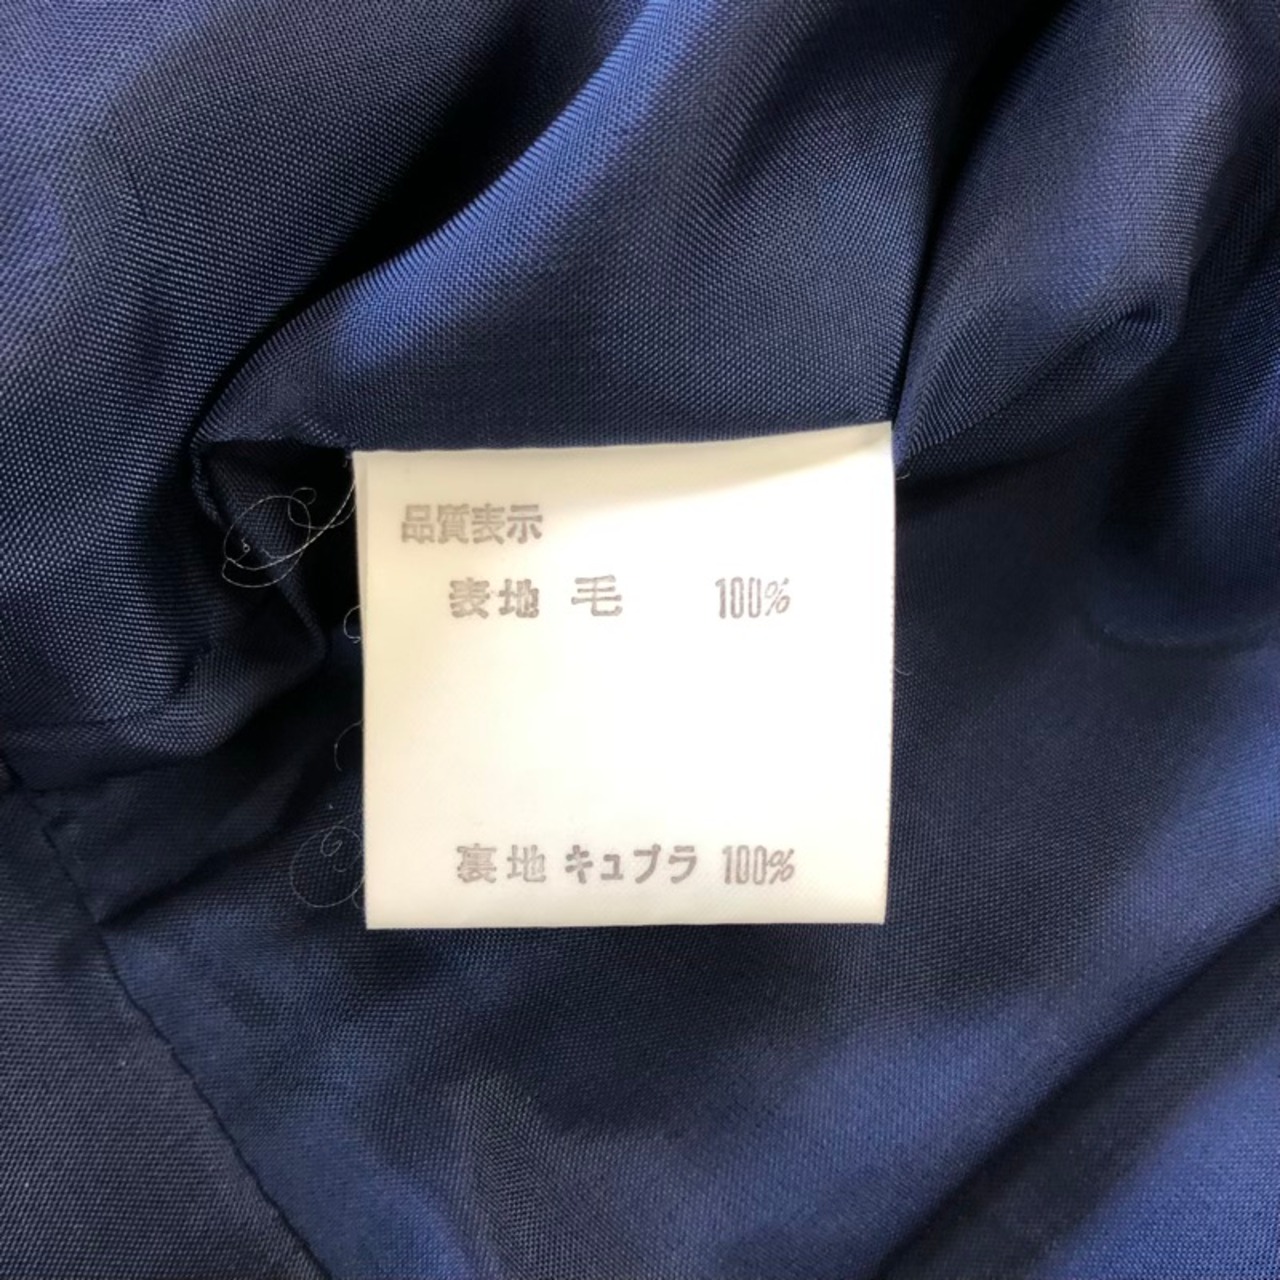 品質表示
表地 毛 100%
裏地 キュプラ 100%